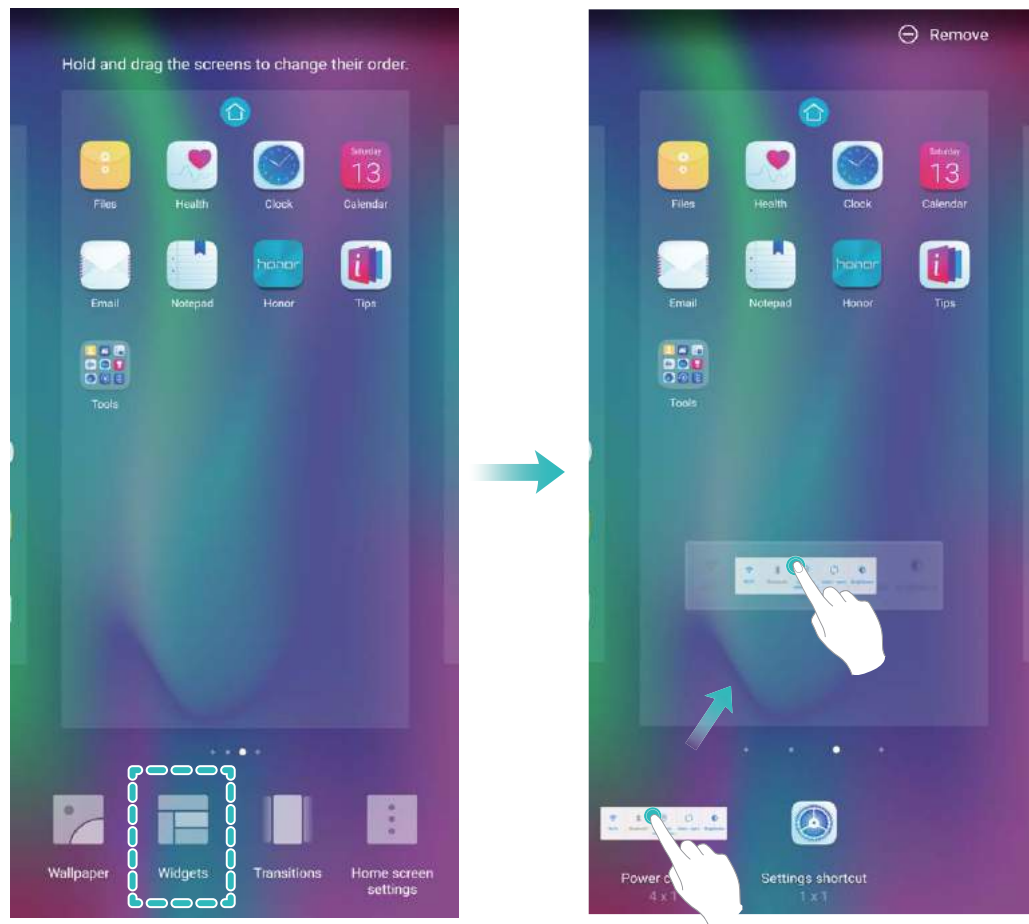 Hold and drag the screens to change their order.
Saturday
13
Files Health Clock Calendar
honor
Email Notepad Honor Tips
Tools
Wallpaper Widgets Transitions Home screen
settings
Remove
Saturday
13
Files Health Clock Calendar
honor
Email Notepad Honor Tips
Tools
Power
Settings shortcut
4 x 1
1 x 1